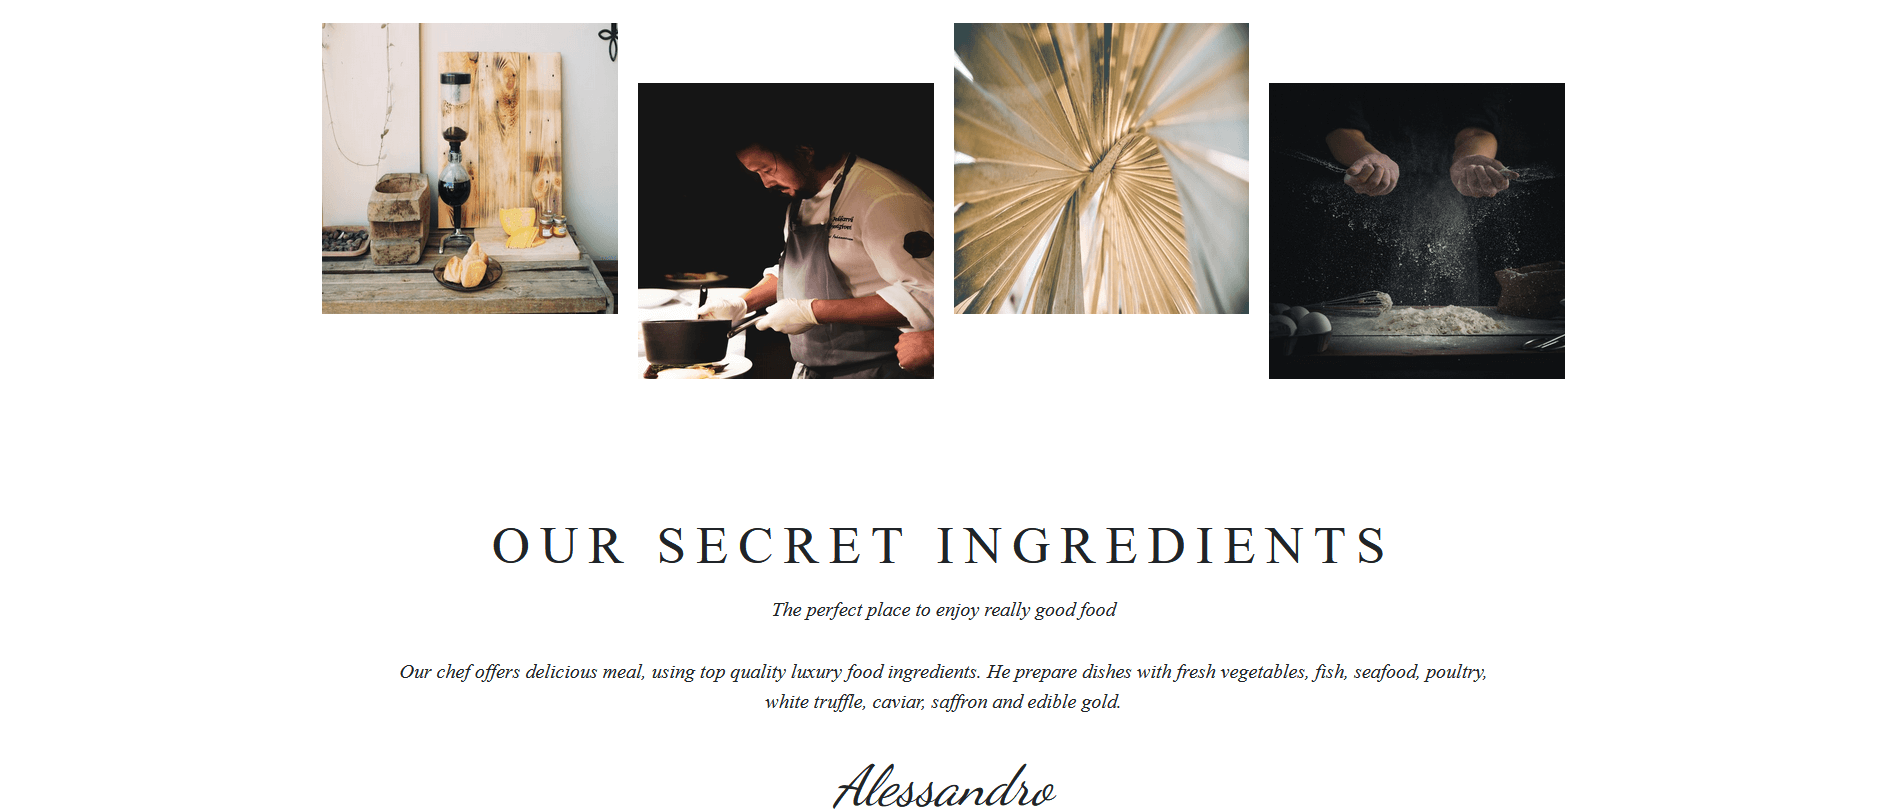 OUR SECRET INGREDIENTS
The perfect place to enjoy really good food
Our chef offers delicious meal, using top quality luxury food ingredients. He prepare dishes with fresh vegetables, fish, seafood, poultry,
white truffle, caviar, saffron and edible gold.
Alessandro